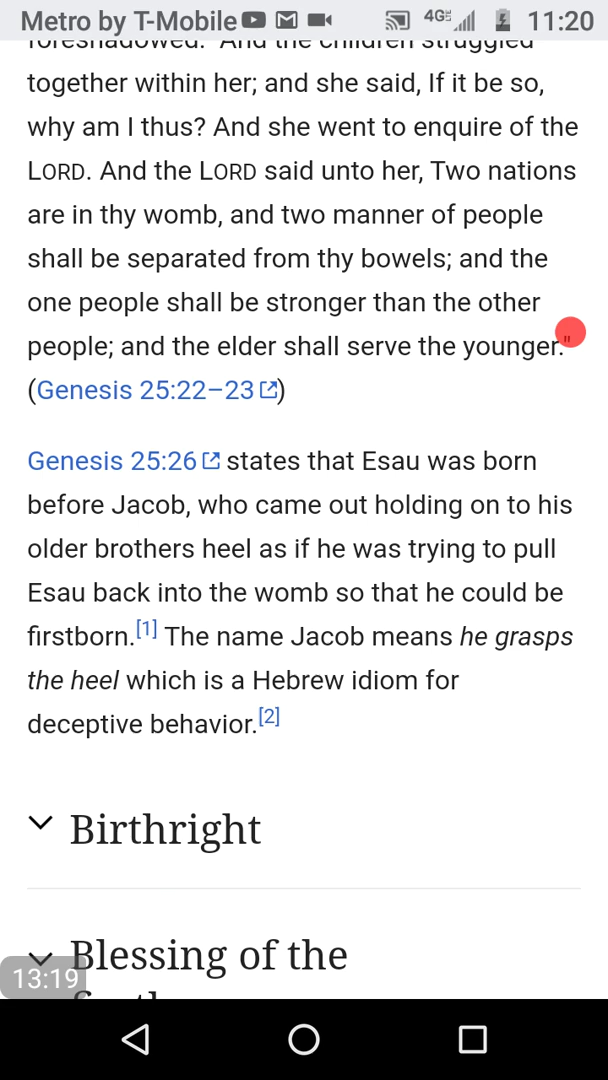 Metro by T-Mobile 4GE 11:20
foreshadowed: "And the children struggled
together within her; and she said, If it be so,
why am I thus? And she went to enquire of the
LORD. And the LORD said unto her, Two nations
are in thy womb, and two manner of people
shall be separated from thy bowels; and the
one people shall be stronger than the other
people; and the elder shall serve the younger."
(Genesis 25:22–23)
Genesis 25:26 states that Esau was born
before Jacob, who came out holding on to his
older brothers heel as if he was trying to pull
Esau back into the womb so that he could be
firstborn.[1] The name Jacob means he grasps
the heel which is a Hebrew idiom for
deceptive behavior.[2]
Birthright
Blessing of the
13:19